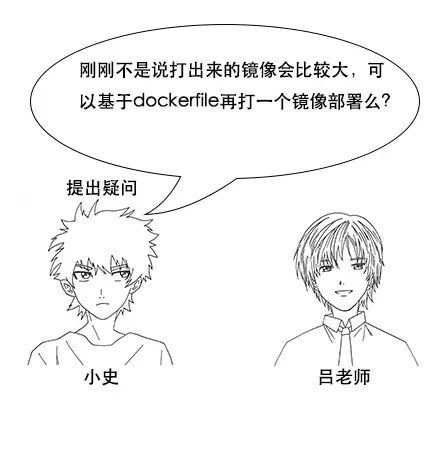 刚刚不是说打出来的镜像会比较大，可
以基于dockerfile再打一个镜像部署么？
提出疑问
小史
吕老师